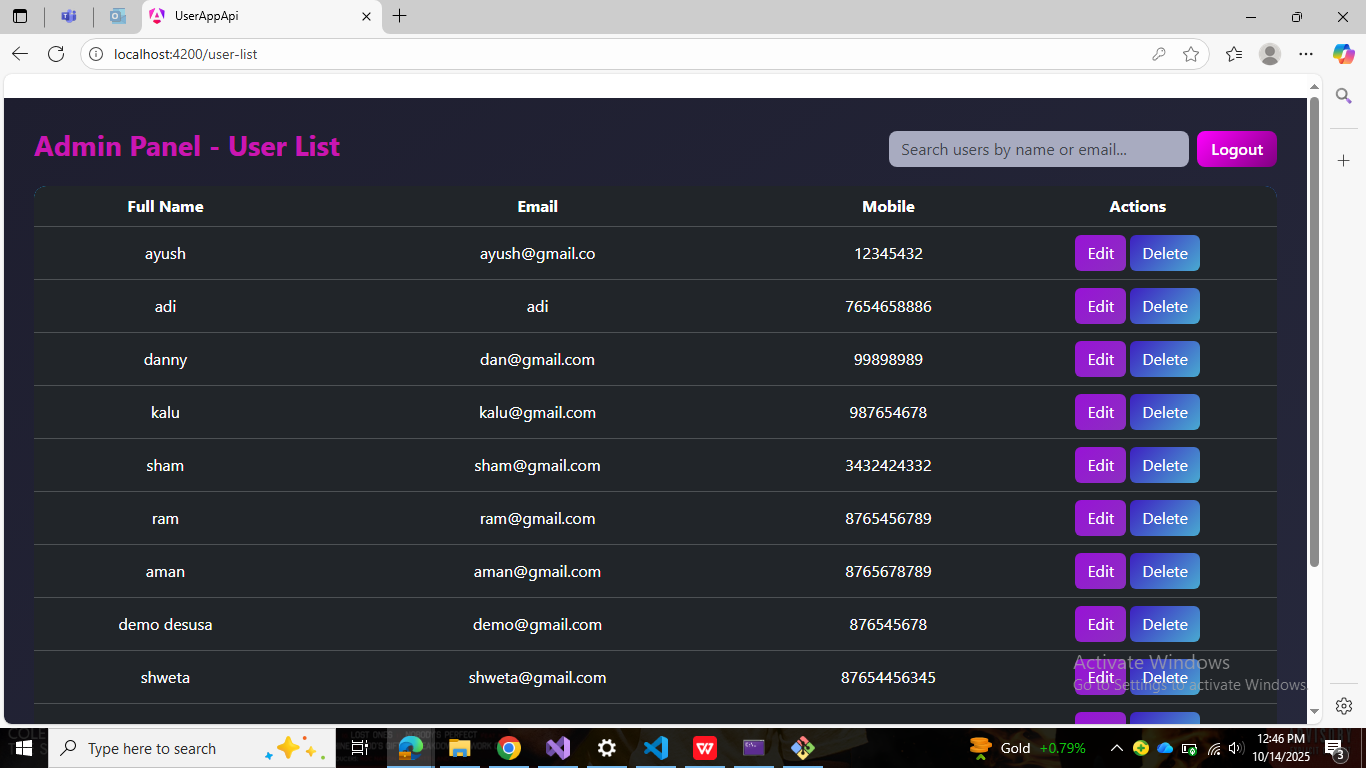 UserAppApi
localhost:4200/user-list
Admin Panel - User List
Search users by name or email...
Logout
Full Name Email Mobile Actions
ayush ayush@gmail.co 12345432 Edit Delete
adi adi 7654658886 Edit Delete
danny dan@gmail.com 99898989 Edit Delete
kalu kalu@gmail.com 987654678 Edit Delete
sham sham@gmail.com 3432424332 Edit Delete
ram ram@gmail.com 8765456789 Edit Delete
aman aman@gmail.com 8765678789 Edit Delete
demo desusa demo@gmail.com 876545678 Edit Delete
shweta shweta@gmail.com 87654456345 Edit Delete
Activate Windows
Go to Settings to activate Windows.
Type here to search
Gold +0.79%
12:46 PM
10/14/2025
3